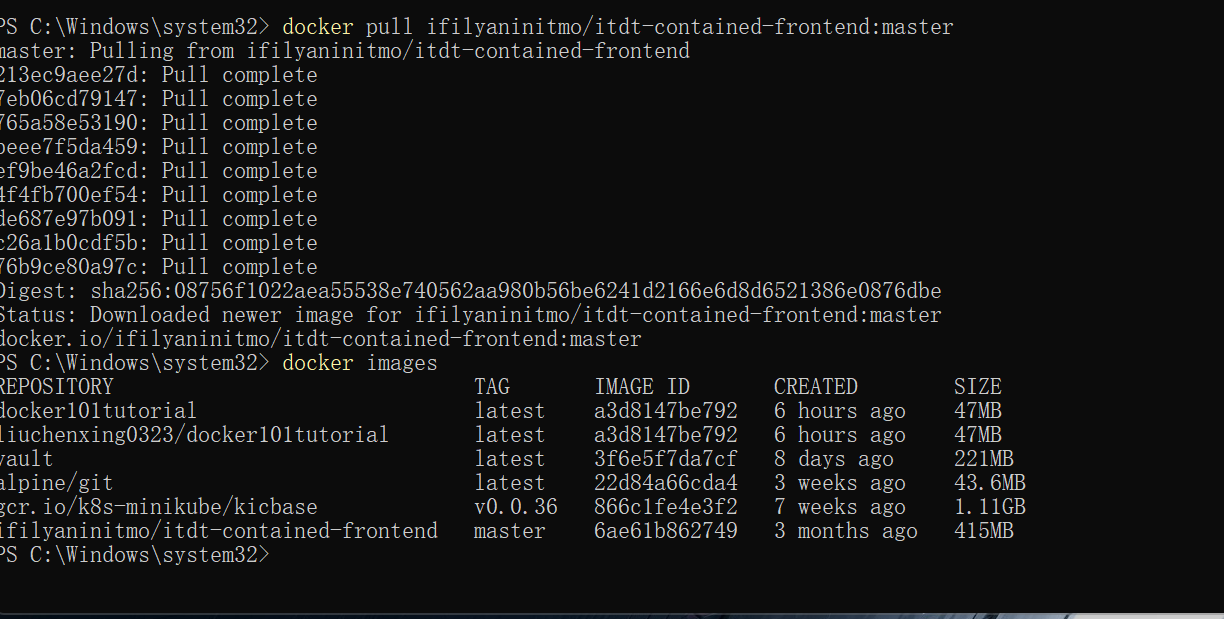 PS C:\Windows\system32> docker pull ifilyaninitmo/itdt-contained-frontend:master
master: Pulling from ifilyaninitmo/itdt-contained-frontend
213ec9aee27d: Pull complete
7eb06cd79147: Pull complete
765a58e53190: Pull complete
beee7f5da459: Pull complete
ef9be46a2fcd: Pull complete
4f4fb700ef54: Pull complete
de687e97b091: Pull complete
c26a1b0cdf5b: Pull complete
76b9ce80a97c: Pull complete
Digest: sha256:08756f1022aea55538e740562aa980b56be6241d2166e6d8d6521386e0876dbe
Status: Downloaded newer image for ifilyaninitmo/itdt-contained-frontend:master
docker.io/ifilyaninitmo/itdt-contained-frontend:master
PS C:\Windows\system32> docker images
REPOSITORY TAG IMAGE ID CREATED SIZE
docker101tutorial latest a3d8147be792 6 hours ago 47MB
liuchenxing0323/docker101tutorial latest a3d8147be792 6 hours ago 47MB
vault latest 3f6e5f7da7cf 8 days ago 221MB
alpine/git latest 22d84a66cda4 3 weeks ago 43.6MB
gcr.io/k8s-minikube/kicbase v0.0.36 866c1fe4e3f2 7 weeks ago 1.11GB
ifilyaninitmo/itdt-contained-frontend master 6ae61b862749 3 months ago 415MB
PS C:\Windows\system32>